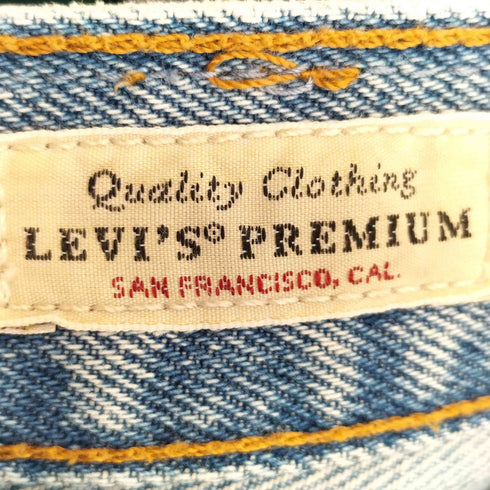 Quality Clothing
LEVI'S® PREMIUM
SAN FRANCISCO, CAL.